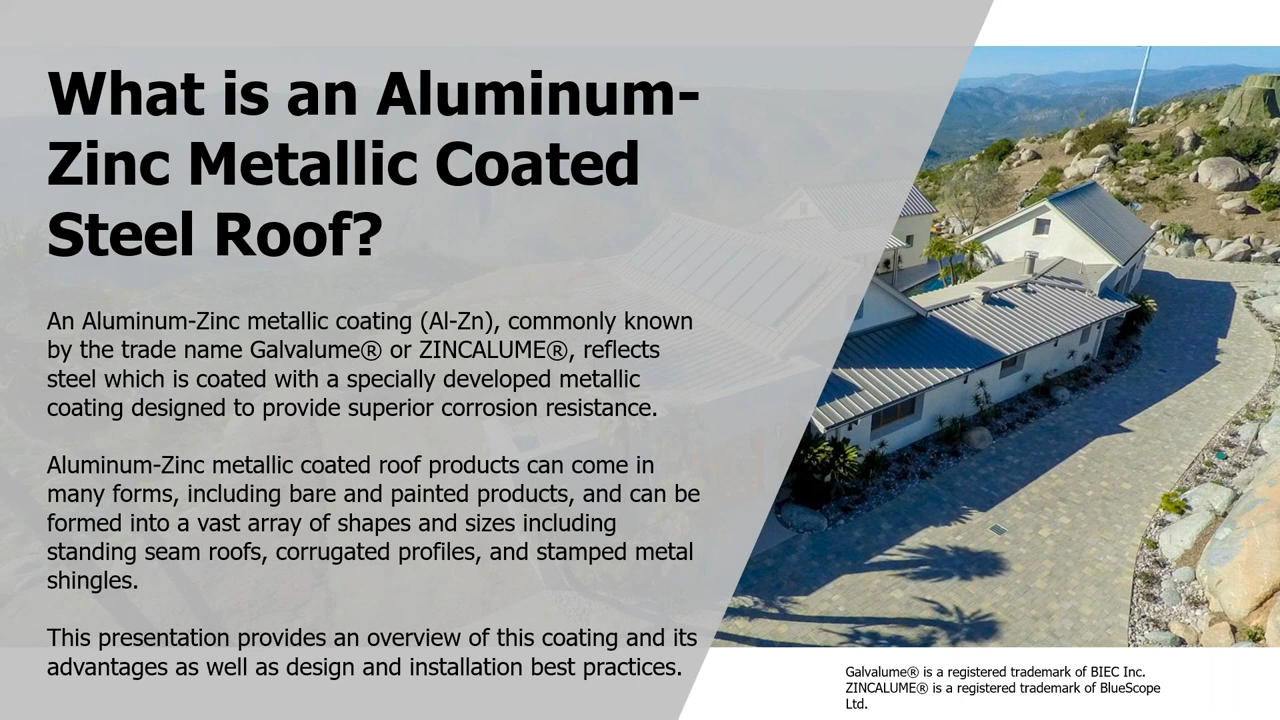 What is an Aluminum-
Zinc Metallic Coated
Steel Roof?
An Aluminum-Zinc metallic coating (Al-Zn), commonly known
by the trade name Galvalume® or ZINCALUME®, reflects
steel which is coated with a specially developed metallic
coating designed to provide superior corrosion resistance.
Aluminum-Zinc metallic coated roof products can come in
many forms, including bare and painted products, and can be
formed into a vast array of shapes and sizes including
standing seam roofs, corrugated profiles, and stamped metal
shingles.
This presentation provides an overview of this coating and its
advantages as well as design and installation best practices.
Galvalume® is a registered trademark of BIEC Inc.
ZINCALUME® is a registered trademark of BlueScope
Ltd.